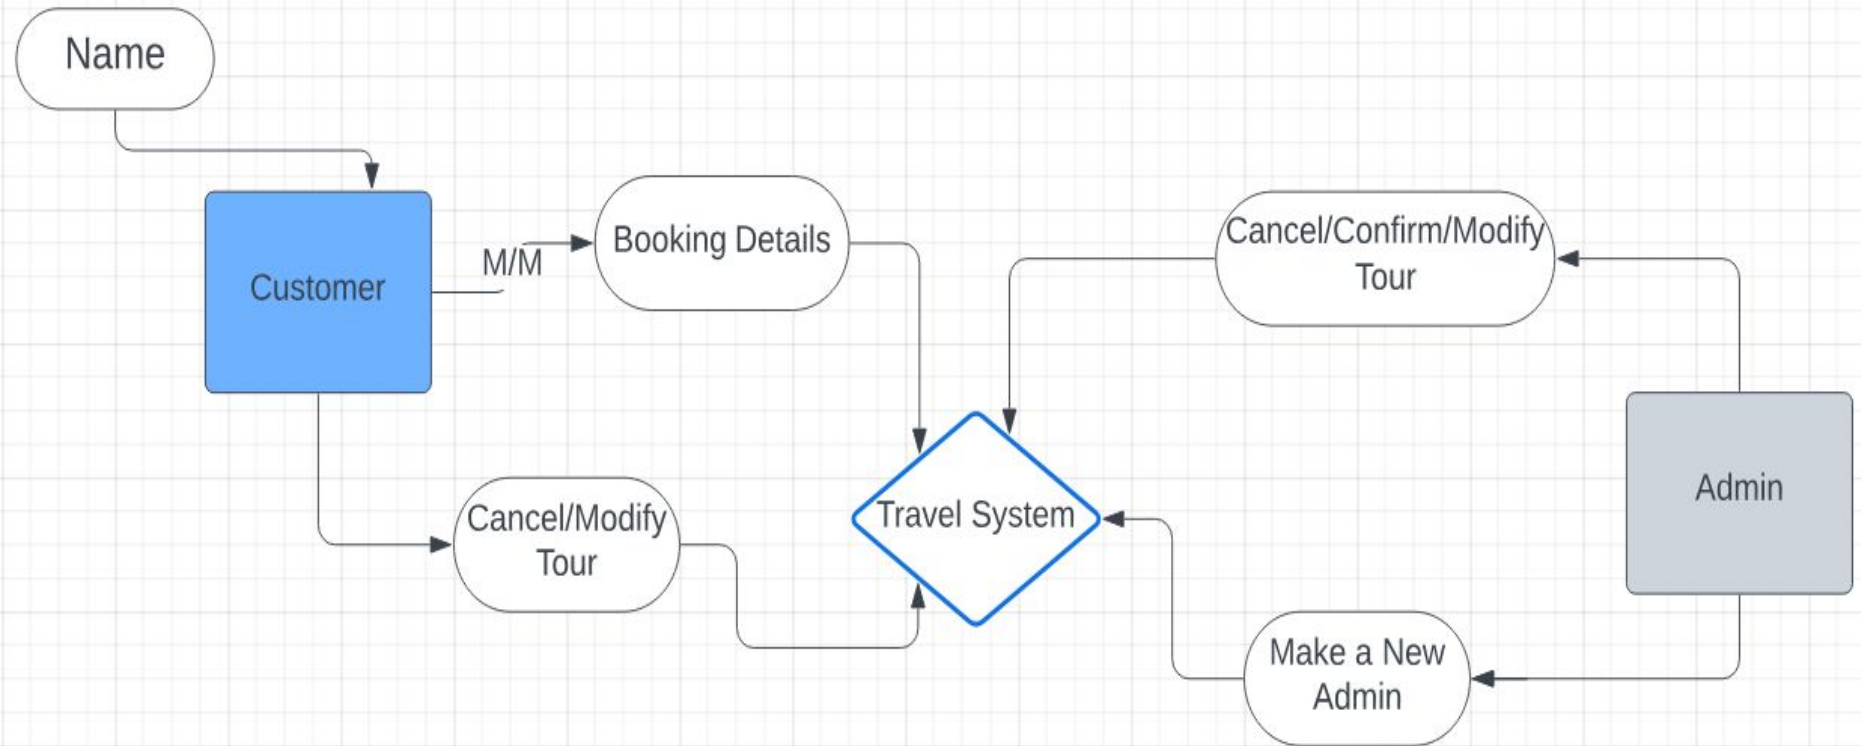 Name
Customer
M/M
Booking Details
Cancel/Modify
Tour
Travel System
Cancel/Confirm/Modify
Tour
Admin
Make a New
Admin